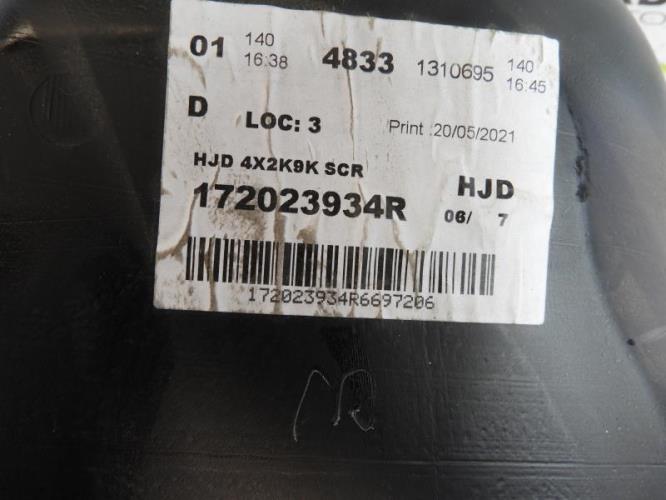 01 140 16:38 4833 1310695 140 16:45
D LOC: 3 Print :20/05/2021
HJD 4X2K9K SCR
172023934R HJD 06/ 7
172023934R6697206